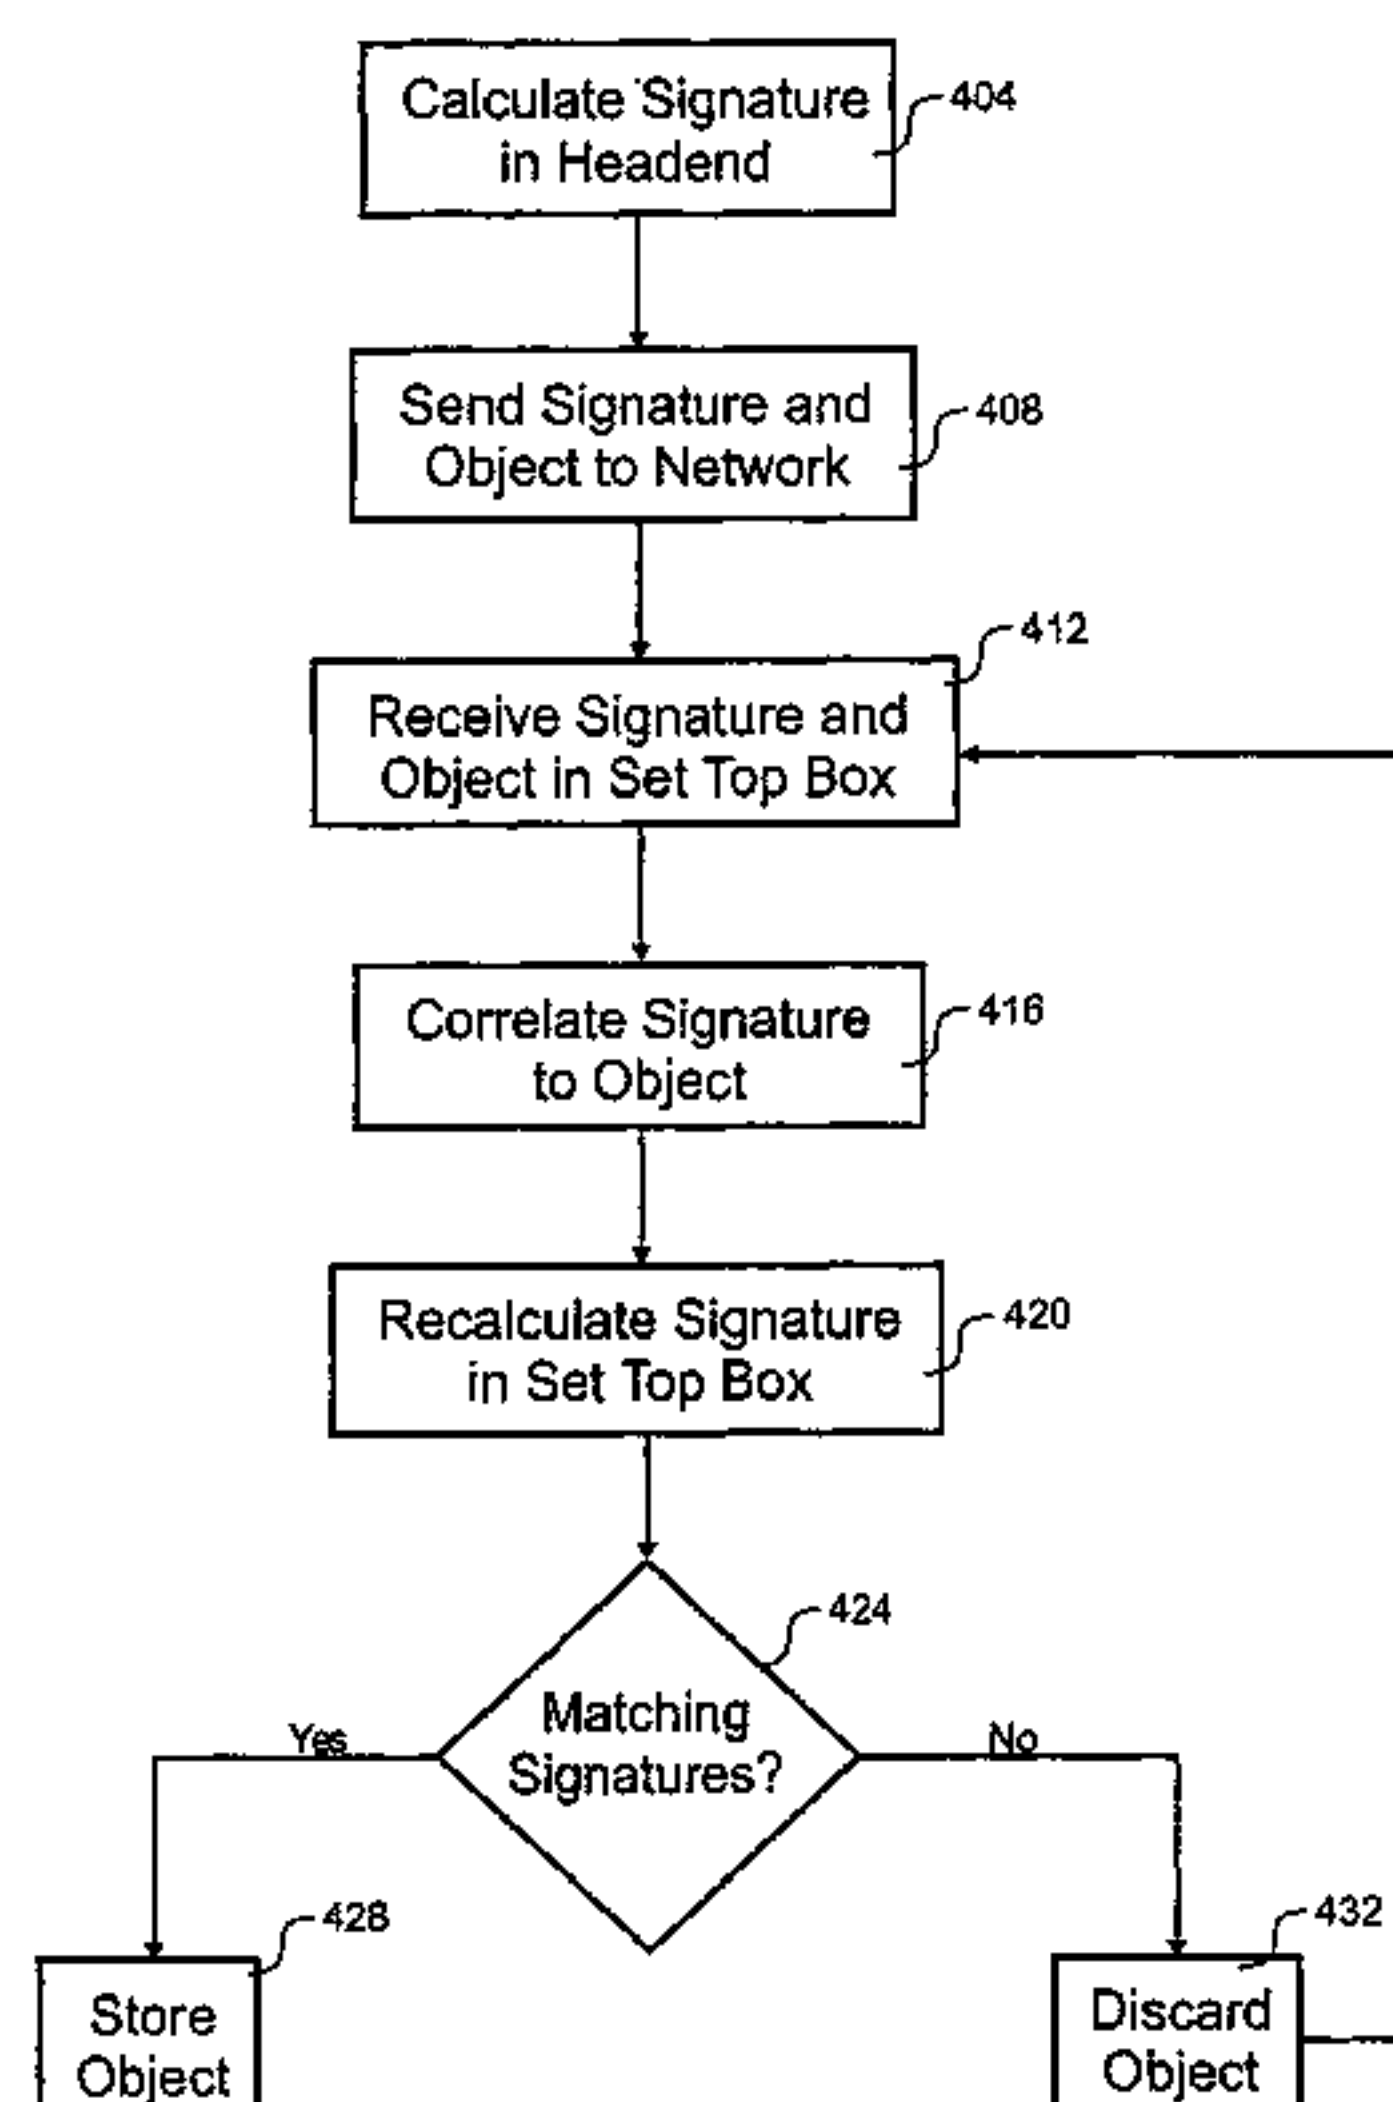 Calculate Signature
in Headend
404
Send Signature and
Object to Network
408
412
Receive Signature and
Object in Set Top Box
Correlate Signature
to Object
416
Recalculate Signature
in Set Top Box
420
424
Matching
Signatures?
Yes
No
428
432
Store
Object
Discard
Object